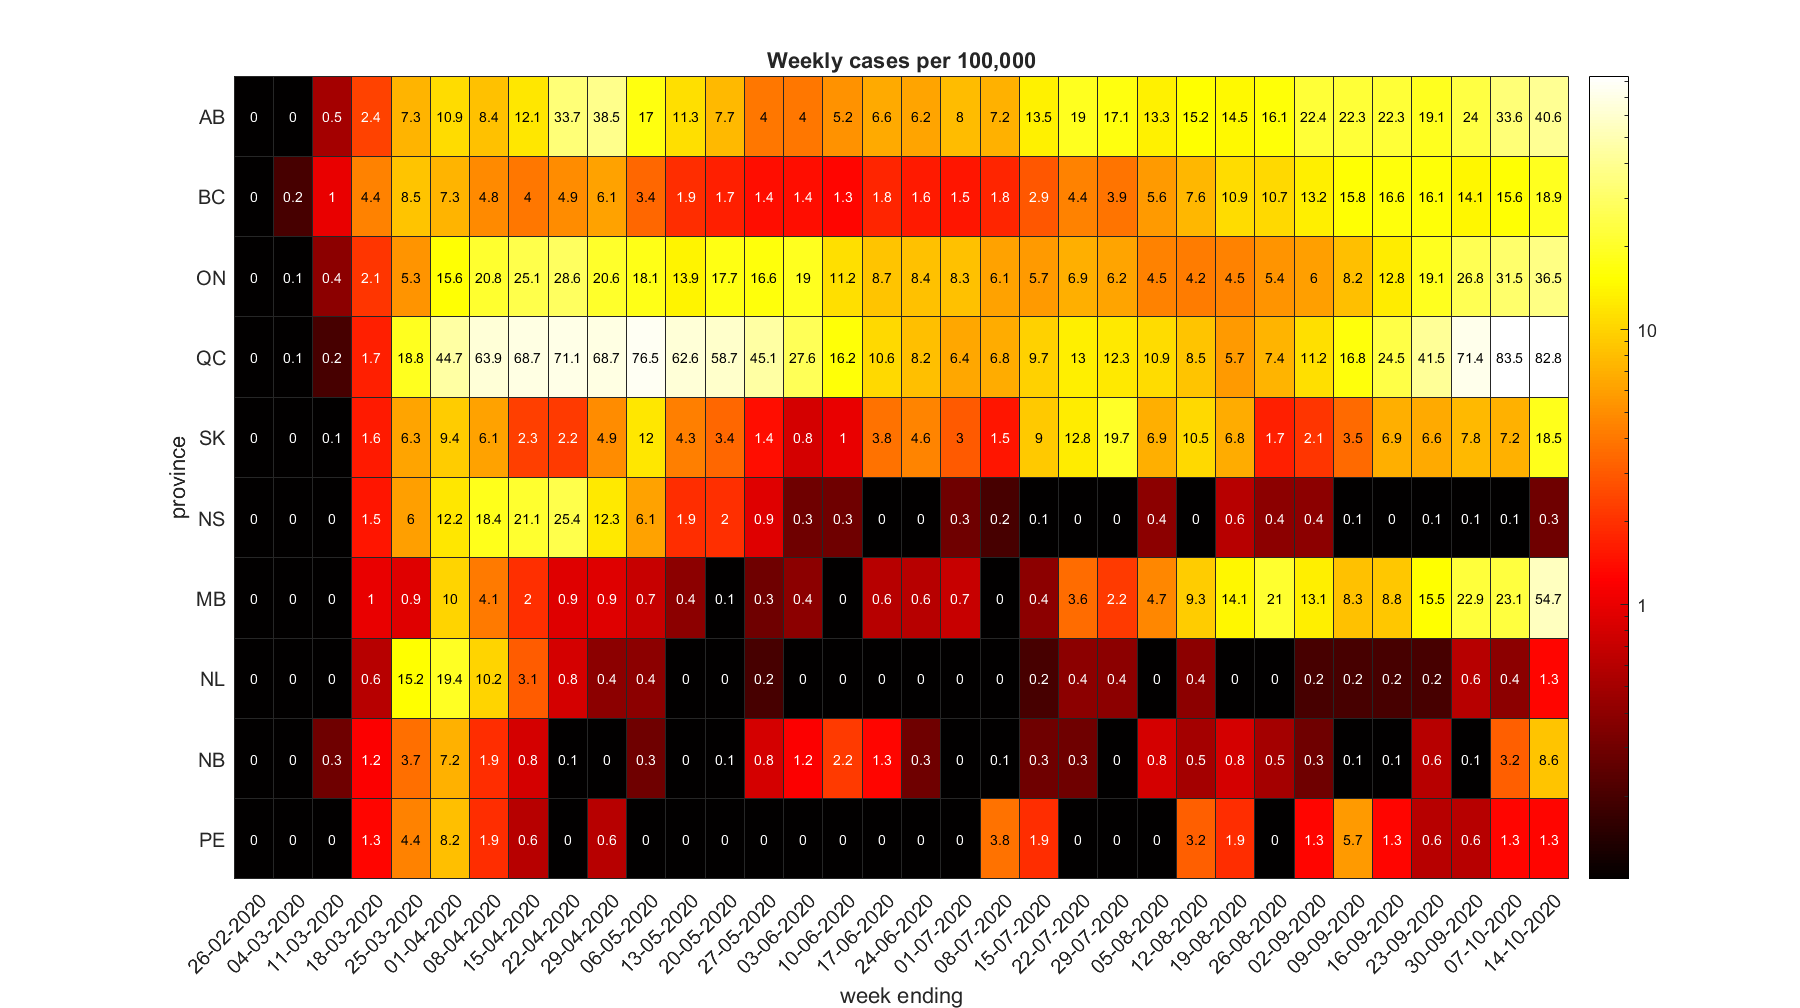 Weekly cases per 100,000
AB 0 0 0.5 2.4 7.3 10.9 8.4 12.1 33.7 38.5 17 11.3 7.7 4 4 5.2 6.6 6.2 8 7.2 13.5 19 17.1 13.3 15.2 14.5 16.1 22.4 22.3 22.3 19.1 24 33.6 40.6
BC 0 0.2 1 4.4 8.5 7.3 4.8 4 4.9 6.1 3.4 1.9 1.7 1.4 1.4 1.3 1.8 1.6 1.5 1.8 2.9 4.4 3.9 5.6 7.6 10.9 10.7 13.2 15.8 16.6 16.1 14.1 15.6 18.9
ON 0 0.1 0.4 2.1 5.3 15.6 20.8 25.1 28.6 20.6 18.1 13.9 17.7 16.6 19 11.2 8.7 8.4 8.3 6.1 5.7 6.9 6.2 4.5 4.2 4.5 5.4 6 8.2 12.8 19.1 26.8 31.5 36.5
10
QC 0 0.1 0.2 1.7 18.8 44.7 63.9 68.7 71.1 68.7 76.5 62.6 58.7 45.1 27.6 16.2 10.6 8.2 6.4 6.8 9.7 13 12.3 10.9 8.5 5.7 7.4 11.2 16.8 24.5 41.5 71.4 83.5 82.8
SK 0 0 0.1 1.6 6.3 9.4 6.1 2.3 2.2 4.9 12 4.3 3.4 1.4 0.8 1 3.8 4.6 3 1.5 9 12.8 19.7 6.9 10.5 6.8 1.7 2.1 3.5 6.9 6.6 7.8 7.2 18.5
province
NS 0 0 0 1.5 6 12.2 18.4 21.1 25.4 12.3 6.1 1.9 2 0.9 0.3 0.3 0 0 0.3 0.2 0.1 0 0 0.4 0 0.6 0.4 0.4 0.1 0 0.1 0.1 0.1 0.3
MB 0 0 0 1 0.9 10 4.1 2 0.9 0.9 0.7 0.4 0.1 0.3 0.4 0 0.6 0.6 0.7 0 0.4 3.6 2.2 4.7 9.3 14.1 21 13.1 8.3 8.8 15.5 22.9 23.1 54.7
1
NL 0 0 0 0.6 15.2 19.4 10.2 3.1 0.8 0.4 0.4 0 0 0.2 0 0 0 0 0 0 0.2 0.4 0.4 0 0.4 0 0 0.2 0.2 0.2 0.2 0.6 0.4 1.3
NB 0 0 0.3 1.2 3.7 7.2 1.9 0.8 0.1 0 0.3 0 0.1 0.8 1.2 2.2 1.3 0.3 0 0.1 0.3 0.3 0 0.8 0.5 0.8 0.5 0.3 0.1 0.1 0.6 0.1 3.2 8.6
PE 0 0 0 1.3 4.4 8.2 1.9 0.6 0 0.6 0 0 0 0 0 0 0 0 0 3.8 1.9 0 0 0 3.2 1.9 0 1.3 5.7 1.3 0.6 0.6 1.3 1.3
26-02-2020 04-03-2020 11-03-2020 18-03-2020 25-03-2020 01-04-2020 08-04-2020 15-04-2020 22-04-2020 29-04-2020 06-05-2020 13-05-2020 20-05-2020 27-05-2020 03-06-2020 10-06-2020 17-06-2020 24-06-2020 01-07-2020 08-07-2020 15-07-2020 22-07-2020 29-07-2020 05-08-2020 12-08-2020 19-08-2020 26-08-2020 02-09-2020 09-09-2020 16-09-2020 23-09-2020 30-09-2020 07-10-2020 14-10-2020
week ending